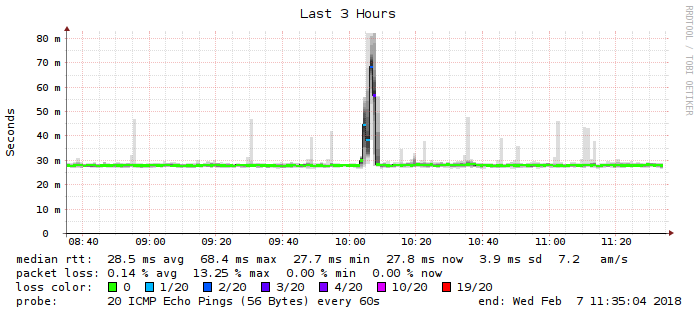 Last 3 Hours
RRDTOOL / TOBI OETIKER
Seconds
80 m
70 m
60 m
50 m
40 m
30 m
20 m
10 m
0
08:40 09:00 09:20 09:40 10:00 10:20 10:40 11:00 11:20
median rtt: 28.5 ms avg 68.4 ms max 27.7 ms min 27.8 ms now 3.9 ms sd 7.2 am/s
packet loss: 0.14 % avg 13.25 % max 0.00 % min 0.00 % now
loss color: 0 1/20 2/20 3/20 4/20 10/20 19/20
probe: 20 ICMP Echo Pings (56 Bytes) every 60s end: Wed Feb 7 11:35:04 2018